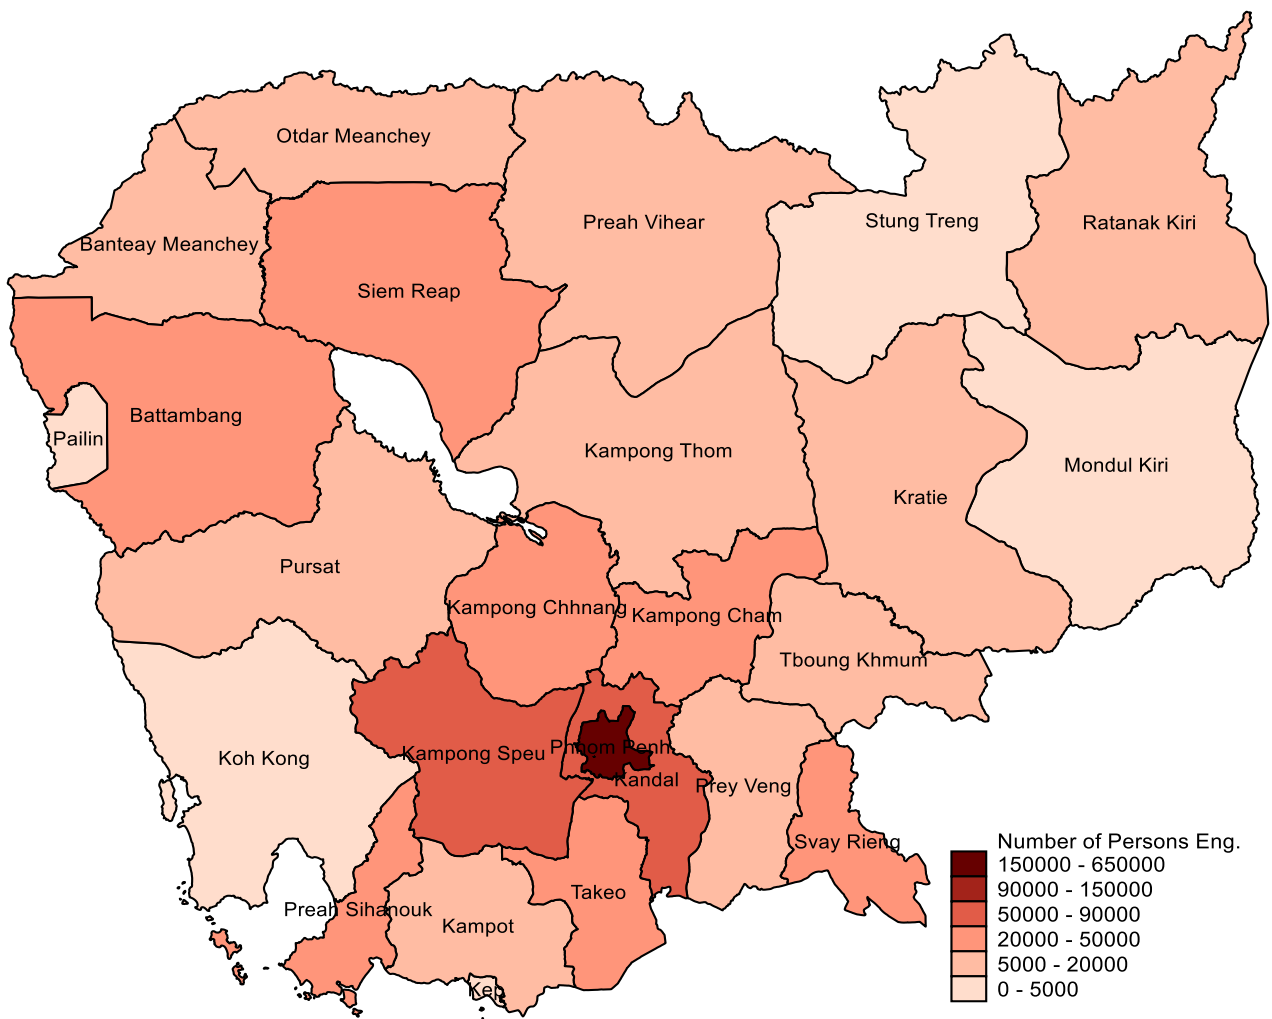 Otdar Meanchey
Preah Vihear
Stung Treng
Ratanak Kiri
Banteay Meanchey
Siem Reap
Battambang
Pailin
Kampong Thom
Mondul Kiri
Kratie
Pursat
Kampong Chhnang
Kampong Cham
Tboung Khmum
Koh Kong
Kampong Speu
Phnom Penh
Kandal
Prey Veng
Svay Rieng
Takeo
Preah Sihanouk
Kampot
Kep
Number of Persons Eng.
150000 - 650000
90000 - 150000
50000 - 90000
20000 - 50000
5000 - 20000
0 - 5000